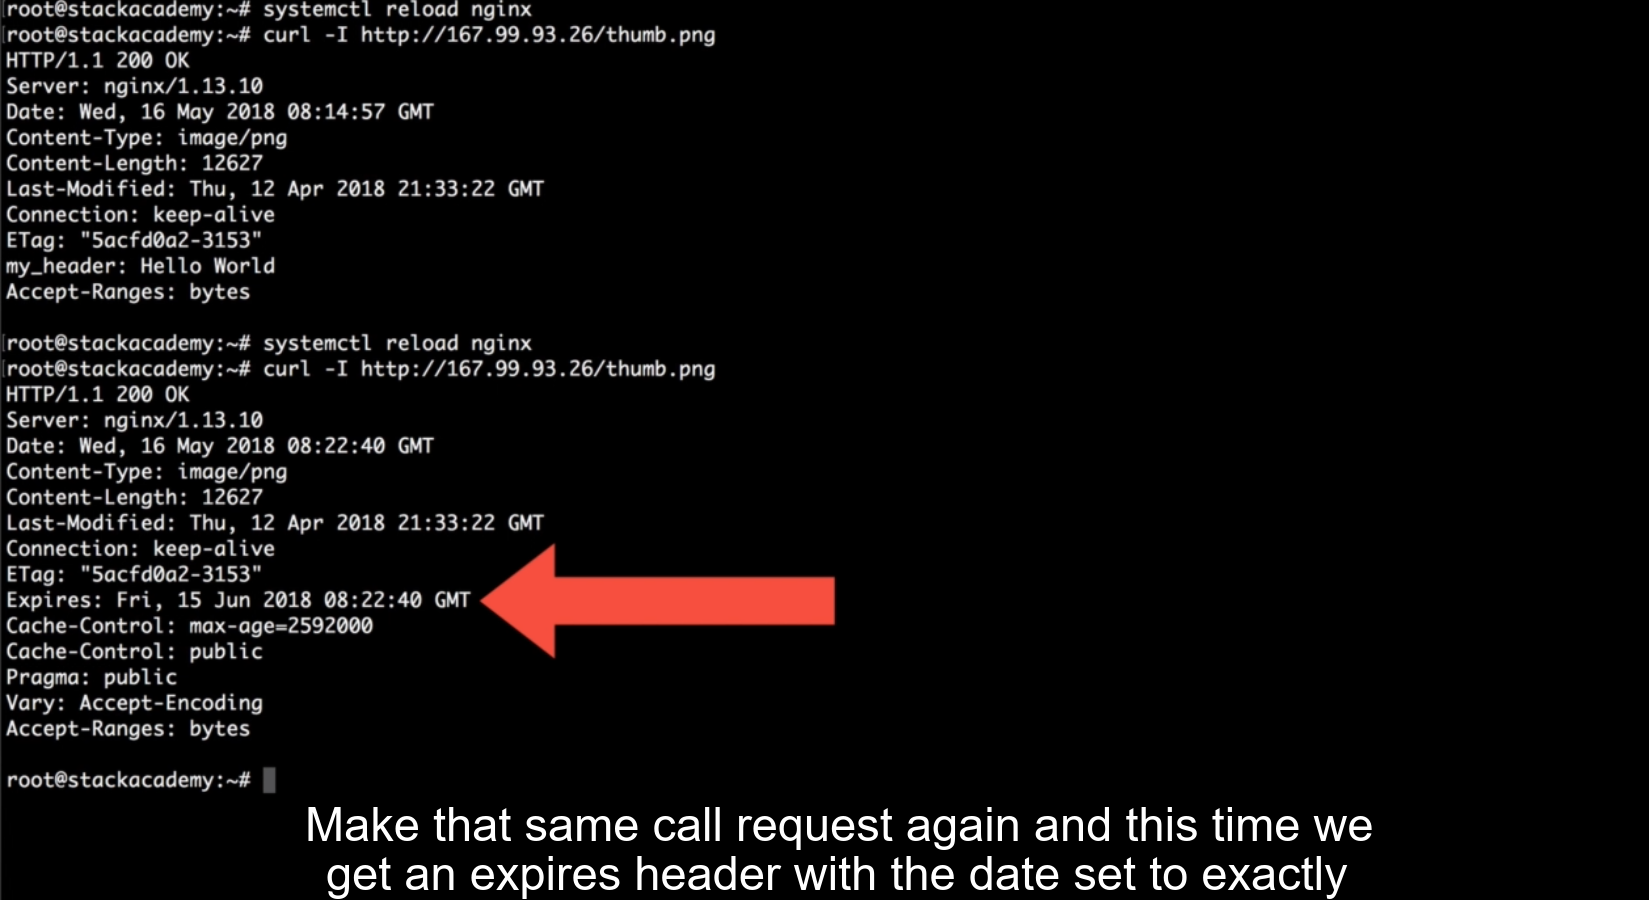 root@stackacademy:~# systemctl reload nginx
root@stackacademy:~# curl -I http://167.99.93.26/thumb.png
HTTP/1.1 200 OK
Server: nginx/1.13.10
Date: Wed, 16 May 2018 08:14:57 GMT
Content-Type: image/png
Content-Length: 12627
Last-Modified: Thu, 12 Apr 2018 21:33:22 GMT
Connection: keep-alive
ETag: "5acfd0a2-3153"
my_header: Hello World
Accept-Ranges: bytes
root@stackacademy:~# systemctl reload nginx
root@stackacademy:~# curl -I http://167.99.93.26/thumb.png
HTTP/1.1 200 OK
Server: nginx/1.13.10
Date: Wed, 16 May 2018 08:22:40 GMT
Content-Type: image/png
Content-Length: 12627
Last-Modified: Thu, 12 Apr 2018 21:33:22 GMT
Connection: keep-alive
ETag: "5acfd0a2-3153"
Expires: Fri, 15 Jun 2018 08:22:40 GMT
Cache-Control: max-age=2592000
Cache-Control: public
Pragma: public
Vary: Accept-Encoding
Accept-Ranges: bytes
root@stackacademy:~#
Make that same call request again and this time we
get an expires header with the date set to exactly